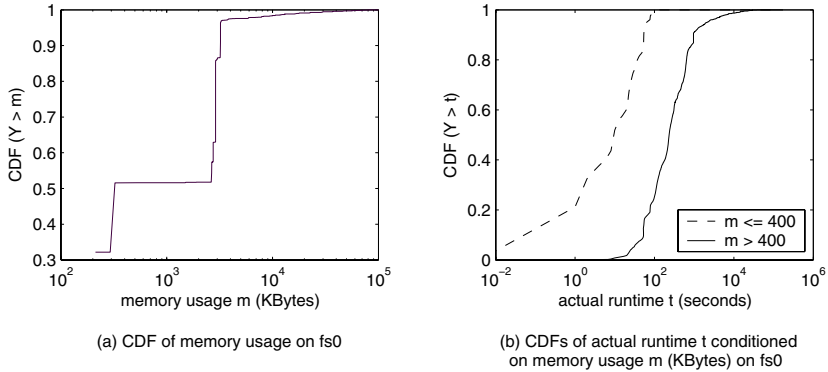 1
0.9
0.8
0.7
0.6
0.5
0.4
0.3
CDF (Y > m)
10^2
10^3
10^4
10^5
memory usage m (KBytes)
(a) CDF of memory usage on fs0
1
0.8
0.6
0.4
0.2
0
CDF (Y > t)
m <= 400
m > 400
10^-2
10^0
10^2
10^4
10^6
actual runtime t (seconds)
(b) CDFs of actual runtime t conditioned
on memory usage m (KBytes) on fs0